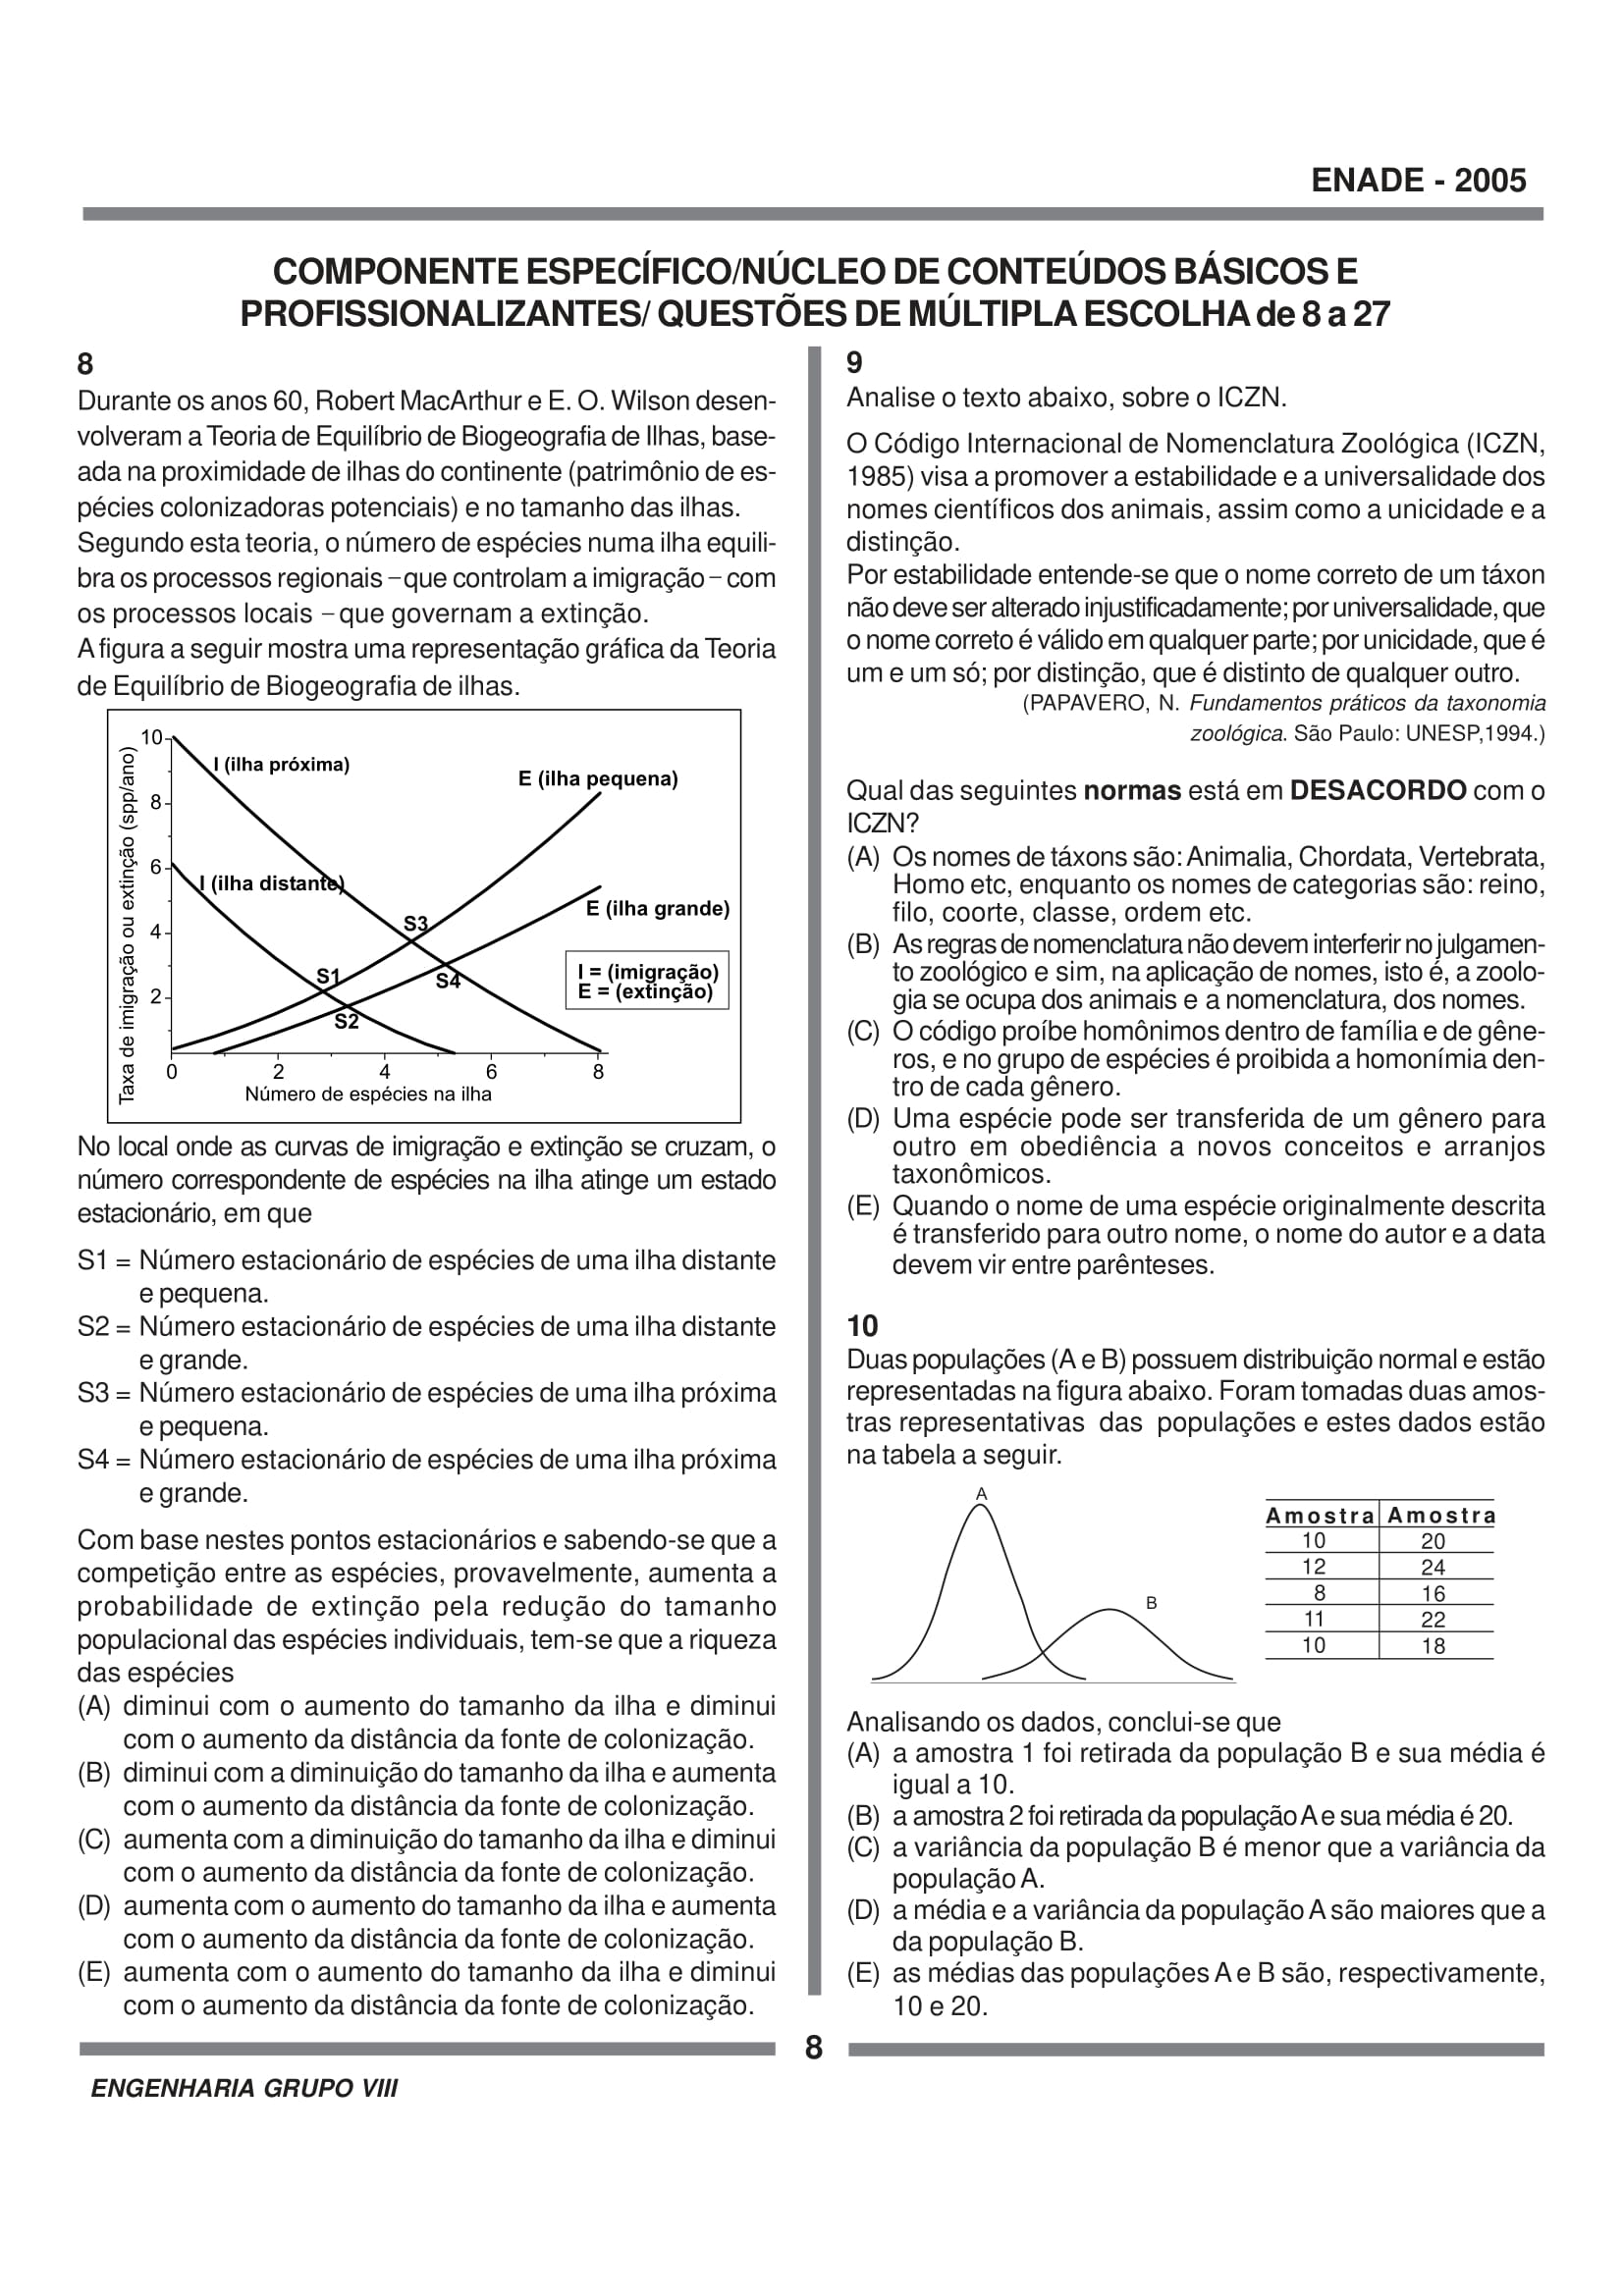 ENADE - 2005
COMPONENTE ESPECÍFICO/NÚCLEO DE CONTEÚDOS BÁSICOS E
PROFISSIONALIZANTES/ QUESTÕES DE MÚLTIPLA ESCOLHA de 8 a 27
8
Durante os anos 60, Robert MacArthur e E. O. Wilson desen-
volveram a Teoria de Equilíbrio de Biogeografia de Ilhas, base-
ada na proximidade de ilhas do continente (patrimônio de es-
pécies colonizadoras potenciais) e no tamanho das ilhas.
Segundo esta teoria, o número de espécies numa ilha equili-
bra os processos regionais – que controlam a imigração – com
os processos locais – que governam a extinção.
A figura a seguir mostra uma representação gráfica da Teoria
de Equilíbrio de Biogeografia de ilhas.
Taxa de imigração ou extinção (spp/ano)
10
8
6
4
2
I (ilha próxima)
E (ilha pequena)
I (ilha distante)
E (ilha grande)
S3
S1
S4
S2
I = (imigração)
E = (extinção)
0 2 4 6 8
Número de espécies na ilha
No local onde as curvas de imigração e extinção se cruzam, o
número correspondente de espécies na ilha atinge um estado
estacionário, em que
S1 = Número estacionário de espécies de uma ilha distante
e pequena.
S2 = Número estacionário de espécies de uma ilha distante
e grande.
S3 = Número estacionário de espécies de uma ilha próxima
e pequena.
S4 = Número estacionário de espécies de uma ilha próxima
e grande.
Com base nestes pontos estacionários e sabendo-se que a
competição entre as espécies, provavelmente, aumenta a
probabilidade de extinção pela redução do tamanho
populacional das espécies individuais, tem-se que a riqueza
das espécies
(A) diminui com o aumento do tamanho da ilha e diminui
com o aumento da distância da fonte de colonização.
(B) diminui com a diminuição do tamanho da ilha e aumenta
com o aumento da distância da fonte de colonização.
(C) aumenta com a diminuição do tamanho da ilha e diminui
com o aumento da distância da fonte de colonização.
(D) aumenta com o aumento do tamanho da ilha e aumenta
com o aumento da distância da fonte de colonização.
(E) aumenta com o aumento do tamanho da ilha e diminui
com o aumento da distância da fonte de colonização.
9
Analise o texto abaixo, sobre o ICZN.
O Código Internacional de Nomenclatura Zoológica (ICZN,
1985) visa a promover a estabilidade e a universalidade dos
nomes científicos dos animais, assim como a unicidade e a
distinção.
Por estabilidade entende-se que o nome correto de um táxon
não deve ser alterado injustificadamente; por universalidade, que
o nome correto é válido em qualquer parte; por unicidade, que é
um e um só; por distinção, que é distinto de qualquer outro.
(PAPAVERO, N. Fundamentos práticos da taxonomia
zoológica. São Paulo: UNESP,1994.)
Qual das seguintes normas está em DESACORDO com o
ICZN?
(A) Os nomes de táxons são: Animalia, Chordata, Vertebrata,
Homo etc, enquanto os nomes de categorias são: reino,
filo, coorte, classe, ordem etc.
(B) As regras de nomenclatura não devem interferir no julgamen-
to zoológico e sim, na aplicação de nomes, isto é, a zoolo-
gia se ocupa dos animais e a nomenclatura, dos nomes.
(C) O código proíbe homônimos dentro de família e de gêne-
ros, e no grupo de espécies é proibida a homonímia den-
tro de cada gênero.
(D) Uma espécie pode ser transferida de um gênero para
outro em obediência a novos conceitos e arranjos
taxonômicos.
(E) Quando o nome de uma espécie originalmente descrita
é transferido para outro nome, o nome do autor e a data
devem vir entre parênteses.
10
Duas populações (A e B) possuem distribuição normal e estão
representadas na figura abaixo. Foram tomadas duas amos-
tras representativas das populações e estes dados estão
na tabela a seguir.
A
B
Amostra Amostra
10 20
12 24
8 16
11 22
10 18
Analisando os dados, conclui-se que
(A) a amostra 1 foi retirada da população B e sua média é
igual a 10.
(B) a amostra 2 foi retirada da população A e sua média é 20.
(C) a variância da população B é menor que a variância da
população A.
(D) a média e a variância da população A são maiores que a
da população B.
(E) as médias das populações A e B são, respectivamente,
10 e 20.
8
ENGENHARIA GRUPO VIII